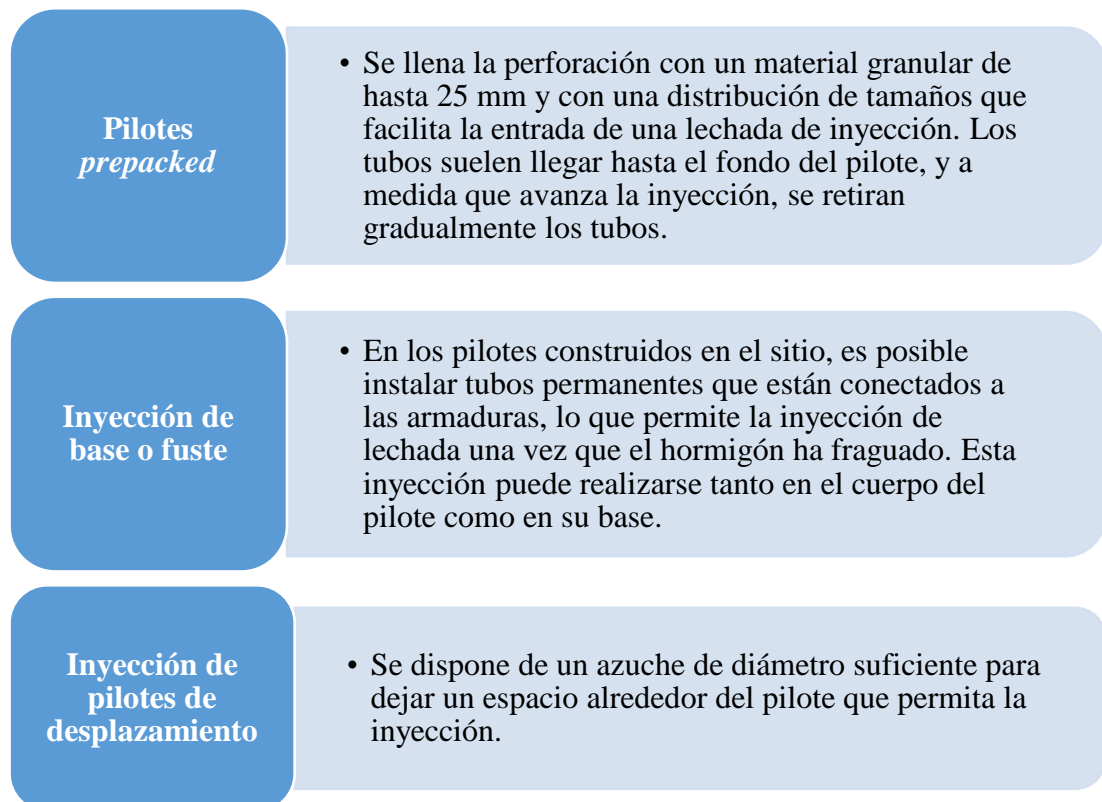 Pilotes
prepacked
• Se llena la perforación con un material granular de
hasta 25 mm y con una distribución de tamaños que
facilita la entrada de una lechada de inyección. Los
tubos suelen llegar hasta el fondo del pilote, y a
medida que avanza la inyección, se retiran
gradualmente los tubos.
Inyección de
base o fuste
• En los pilotes construidos en el sitio, es posible
instalar tubos permanentes que están conectados a
las armaduras, lo que permite la inyección de
lechada una vez que el hormigón ha fraguado. Esta
inyección puede realizarse tanto en el cuerpo del
pilote como en su base.
Inyección de
pilotes de
desplazamiento
• Se dispone de un azuche de diámetro suficiente para
dejar un espacio alrededor del pilote que permita la
inyección.